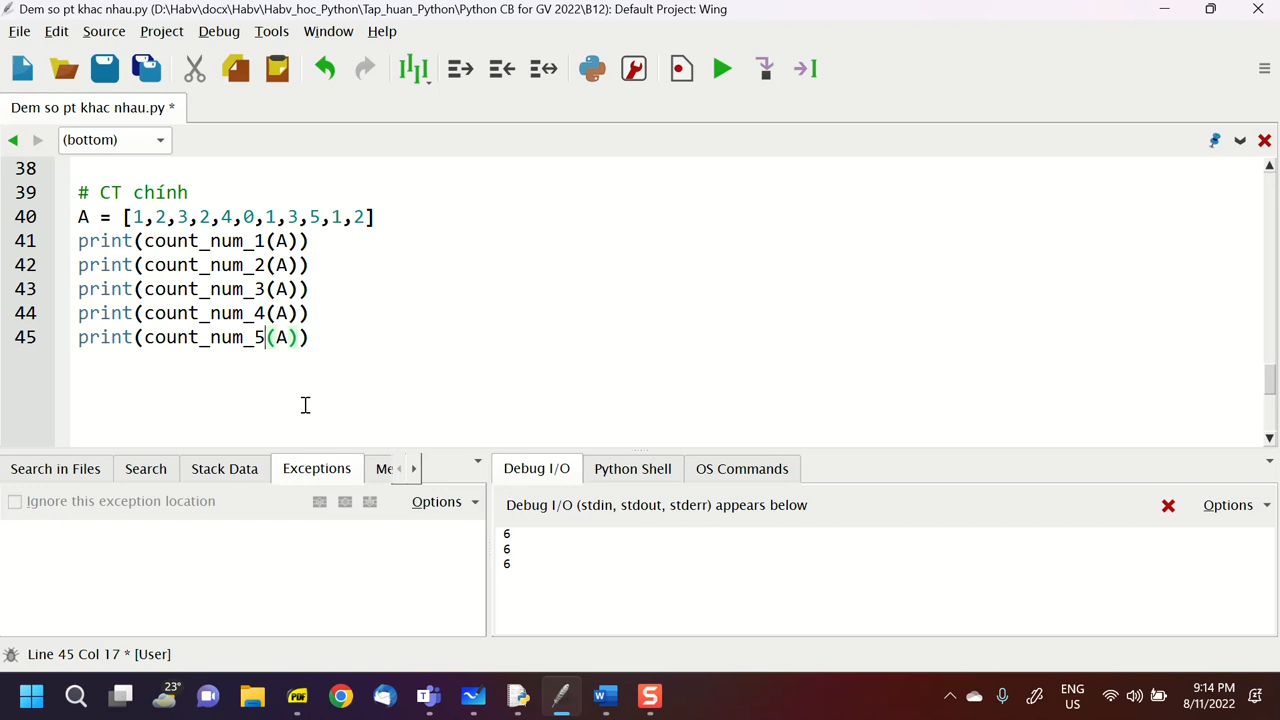 Dem so pt khac nhau.py (D:\Habv\docx\Habv\Habv_hoc_Python\Tap_huan_Python\Python CB for GV 2022\B12): Default Project: Wing
File Edit Source Project Debug Tools Window Help
Dem so pt khac nhau.py *
(bottom)
38
39 # CT chính
40 A = [1,2,3,2,4,0,1,3,5,1,2]
41 print(count_num_1(A))
42 print(count_num_2(A))
43 print(count_num_3(A))
44 print(count_num_4(A))
45 print(count_num_5(A))
Search in Files Search Stack Data Exceptions Me
Debug I/O Python Shell OS Commands
Ignore this exception location Options
Debug I/O (stdin, stdout, stderr) appears below Options
6
6
6
Line 45 Col 17 * [User]
23°
PDF
ENG
US
9:14 PM
8/11/2022